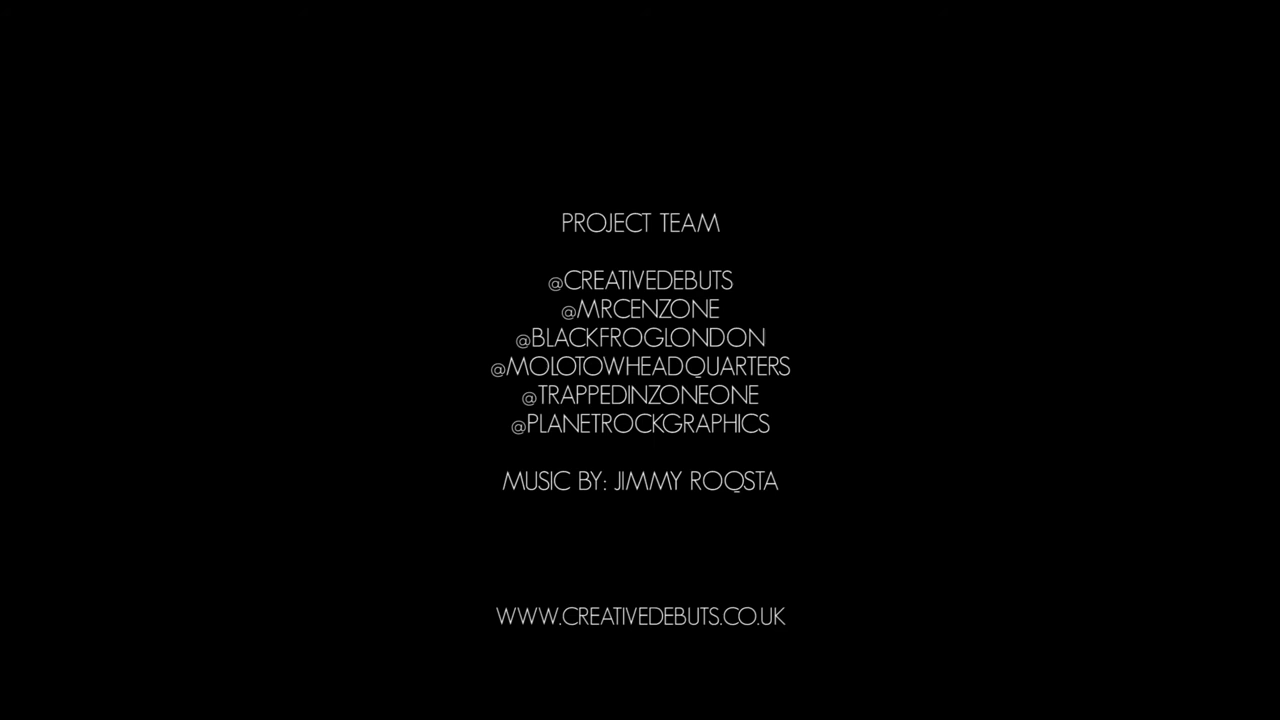 PROJECT TEAM
@CREATIVEDEBUTS
@MRCENZONE
@BLACKFROGLONDON
@MOLOTOWHEADQUARTERS
@TRAPPEDINZONEONE
@PLANETROCKGRAPHICS
MUSIC BY: JIMMY ROQSTA
WWW.CREATIVEDEBUTS.CO.UK